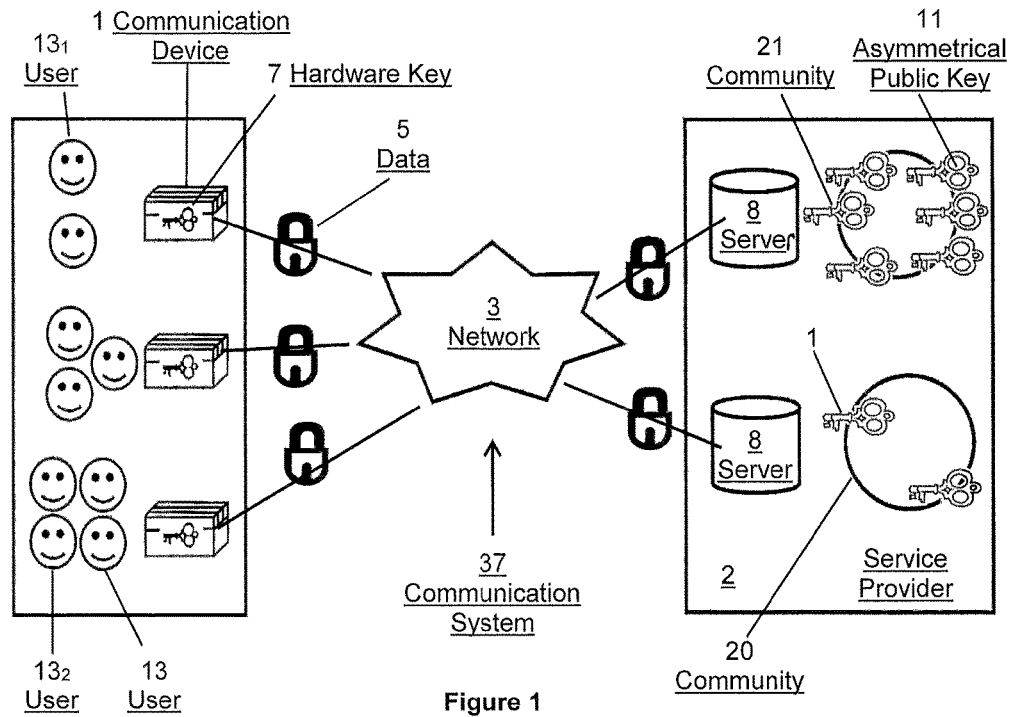 1 Communication
Device
13₁
User
7 Hardware Key
5
Data
21
Community
11
Asymmetrical
Public Key
8
Server
3
Network
1
8
Server
37
Communication
System
2
Service
Provider
13₂
User
13
User
20
Community
Figure 1